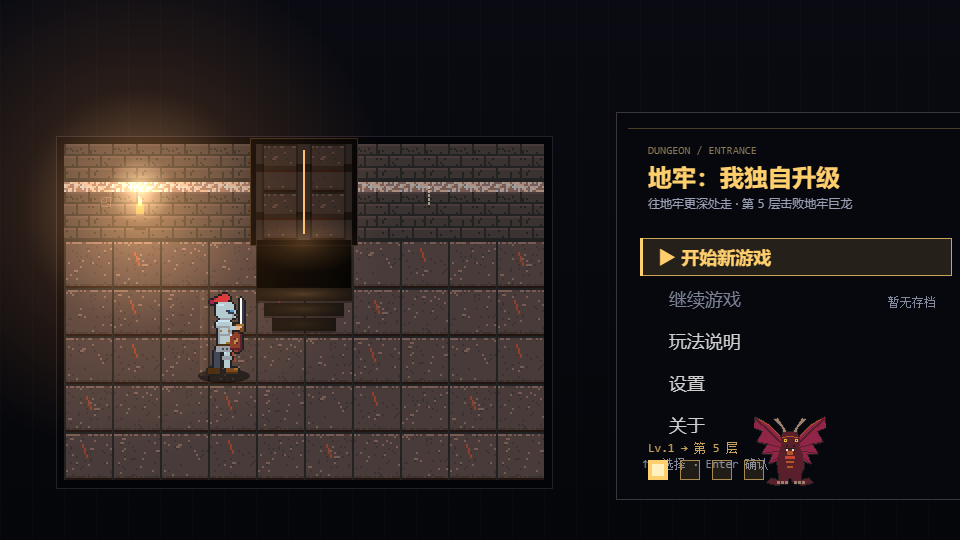 DUNGEON / ENTRANCE
地牢：我独自升级
往地牢更深处走 · 第 5 层击败地牢巨龙
▶ 开始新游戏
继续游戏 暂无存档
玩法说明
设置
关于
Lv.1 → 第 5 层
选择 · Enter 确认